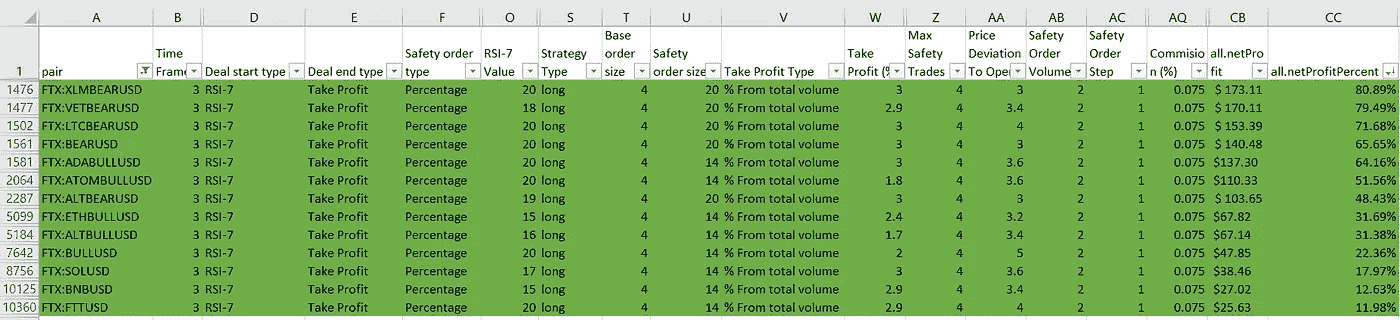 A B D E F O S T U V W Z AA AB AC AQ CB CC
1 pair Time Frame Deal start type Deal end type Safety order type RSI-7 Value Strategy Type Base order size Safety order size Take Profit Type Take Profit (% Max Safety Trades Price Deviation To Ope Safety Order Volume Safety Order Step Commisio n (%) all.netPro fit all.netProfitPercent
1476 FTX:XLMBEARUSD 3 RSI-7 Take Profit Percentage 20 long 4 20 % From total volume 3 4 3 2 1 0.075 $ 173.11 80.89%
1477 FTX:VETBEARUSD 3 RSI-7 Take Profit Percentage 18 long 4 20 % From total volume 2.9 4 3.4 2 1 0.075 $ 170.11 79.49%
1502 FTX:LTCBEARUSD 3 RSI-7 Take Profit Percentage 20 long 4 20 % From total volume 3 4 4 2 1 0.075 $ 153.39 71.68%
1561 FTX:BEARUSD 3 RSI-7 Take Profit Percentage 20 long 4 20 % From total volume 3 4 3 2 1 0.075 $ 140.48 65.65%
1581 FTX:ADABULLUSD 3 RSI-7 Take Profit Percentage 20 long 4 14 % From total volume 3 4 3.6 2 1 0.075 $137.30 64.16%
2064 FTX:ATOMBULLUSD 3 RSI-7 Take Profit Percentage 20 long 4 14 % From total volume 1.8 4 3.6 2 1 0.075 $110.33 51.56%
2287 FTX:ALTBEARUSD 3 RSI-7 Take Profit Percentage 19 long 4 20 % From total volume 3 4 3 2 1 0.075 $ 103.65 48.43%
5099 FTX:ETHBULLUSD 3 RSI-7 Take Profit Percentage 15 long 4 14 % From total volume 2.4 4 3.2 2 1 0.075 $67.82 31.69%
5184 FTX:ALTBULLUSD 3 RSI-7 Take Profit Percentage 16 long 4 14 % From total volume 1.7 4 3.4 2 1 0.075 $67.14 31.38%
7642 FTX:BULLUSD 3 RSI-7 Take Profit Percentage 20 long 4 14 % From total volume 2 4 5 2 1 0.075 $47.85 22.36%
8756 FTX:SOLUSD 3 RSI-7 Take Profit Percentage 17 long 4 14 % From total volume 3 4 3.6 2 1 0.075 $38.46 17.97%
10125 FTX:BNBUSD 3 RSI-7 Take Profit Percentage 15 long 4 14 % From total volume 2.9 4 3.4 2 1 0.075 $27.02 12.63%
10360 FTX:FTTUSD 3 RSI-7 Take Profit Percentage 20 long 4 14 % From total volume 2.9 4 4 2 1 0.075 $25.63 11.98%